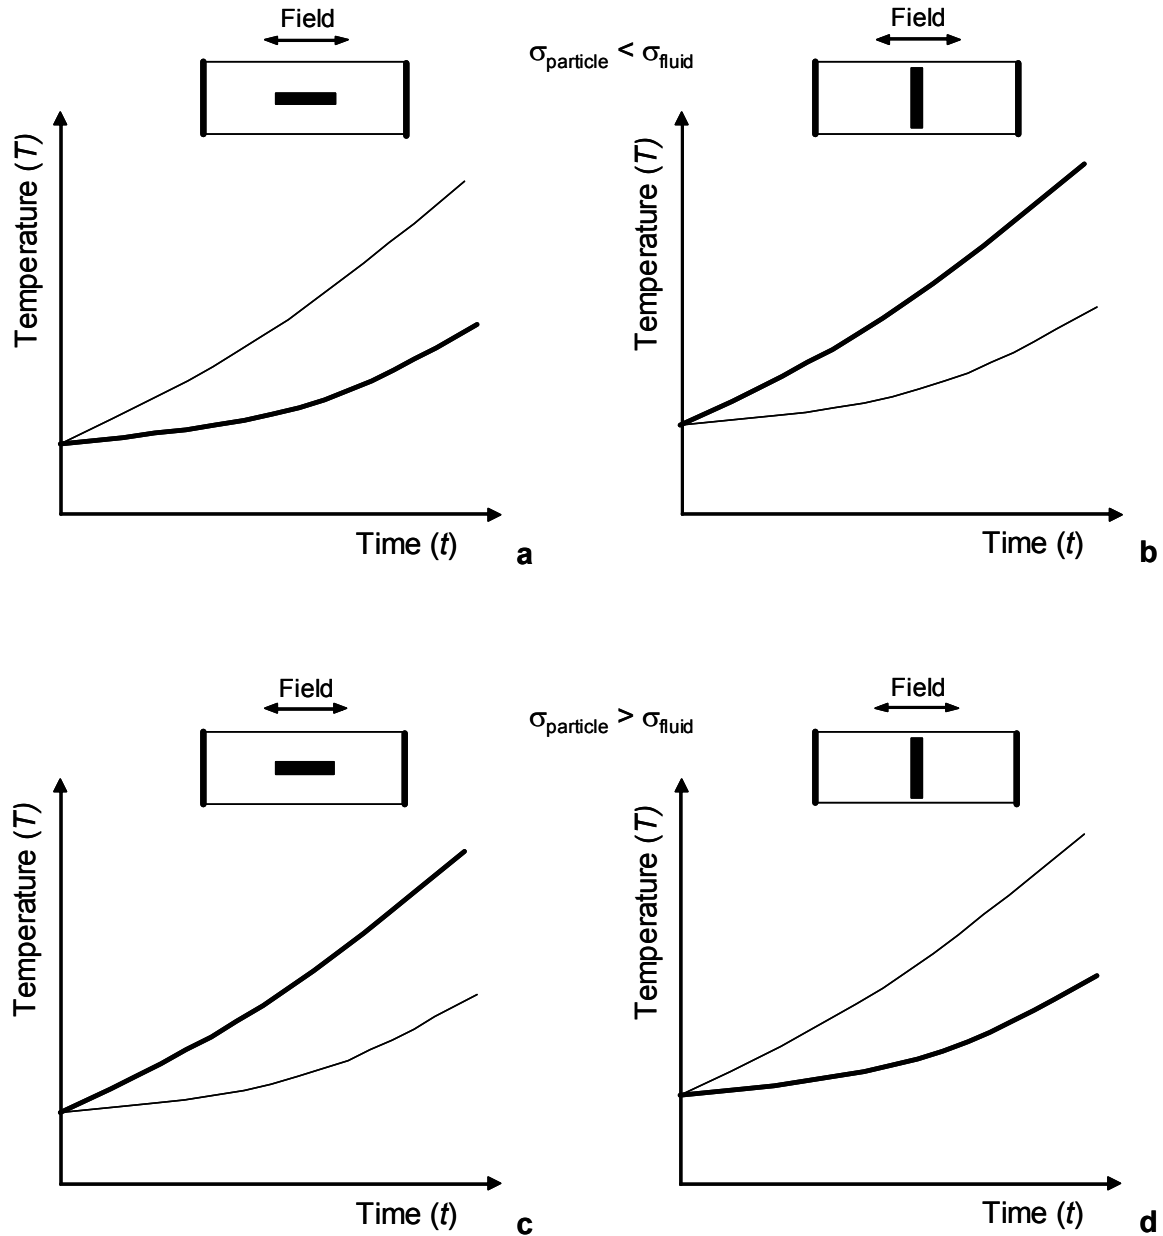 Field
σparticle < σfluid
Field
Temperature (T)
Temperature (T)
Time (t)
a
Time (t)
b
Field
σparticle > σfluid
Field
Temperature (T)
Temperature (T)
Time (t)
c
Time (t)
d